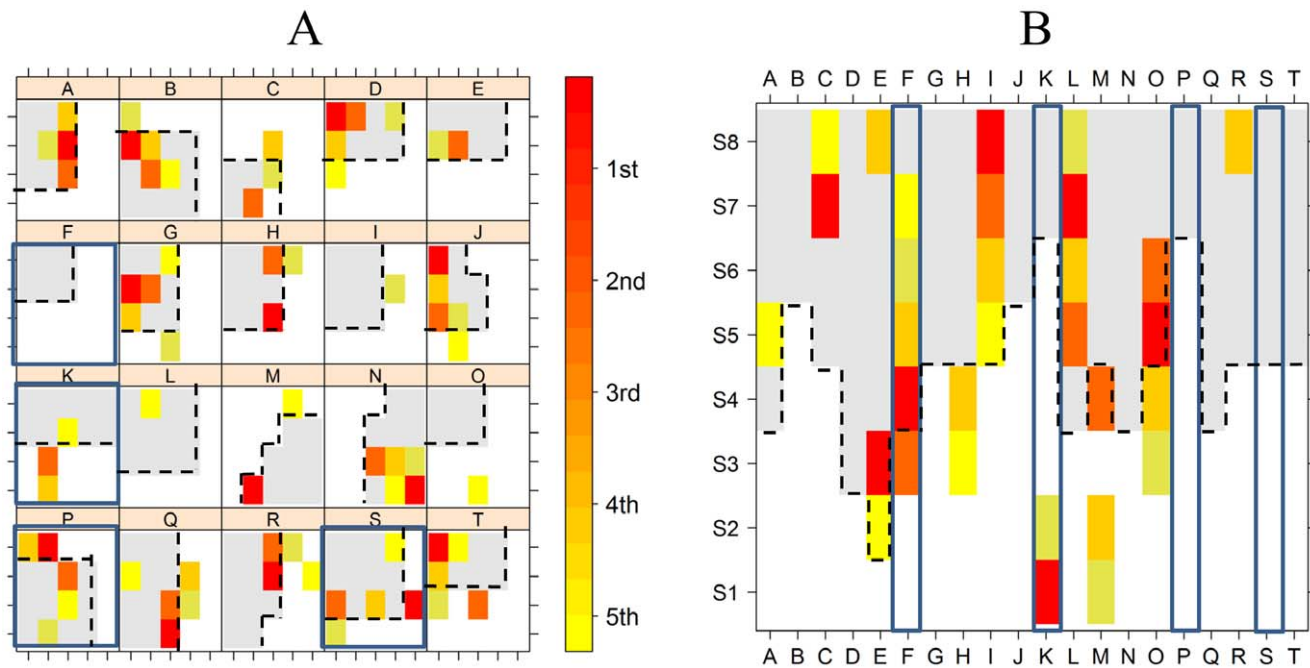 A
B
A B C D E
F G H I J
K L M N O
P Q R S T
1st
2nd
3rd
4th
5th
A B C D E F G H I J K L M N O P Q R S T
S8
S7
S6
S5
S4
S3
S2
S1
A B C D E F G H I J K L M N O P Q R S T